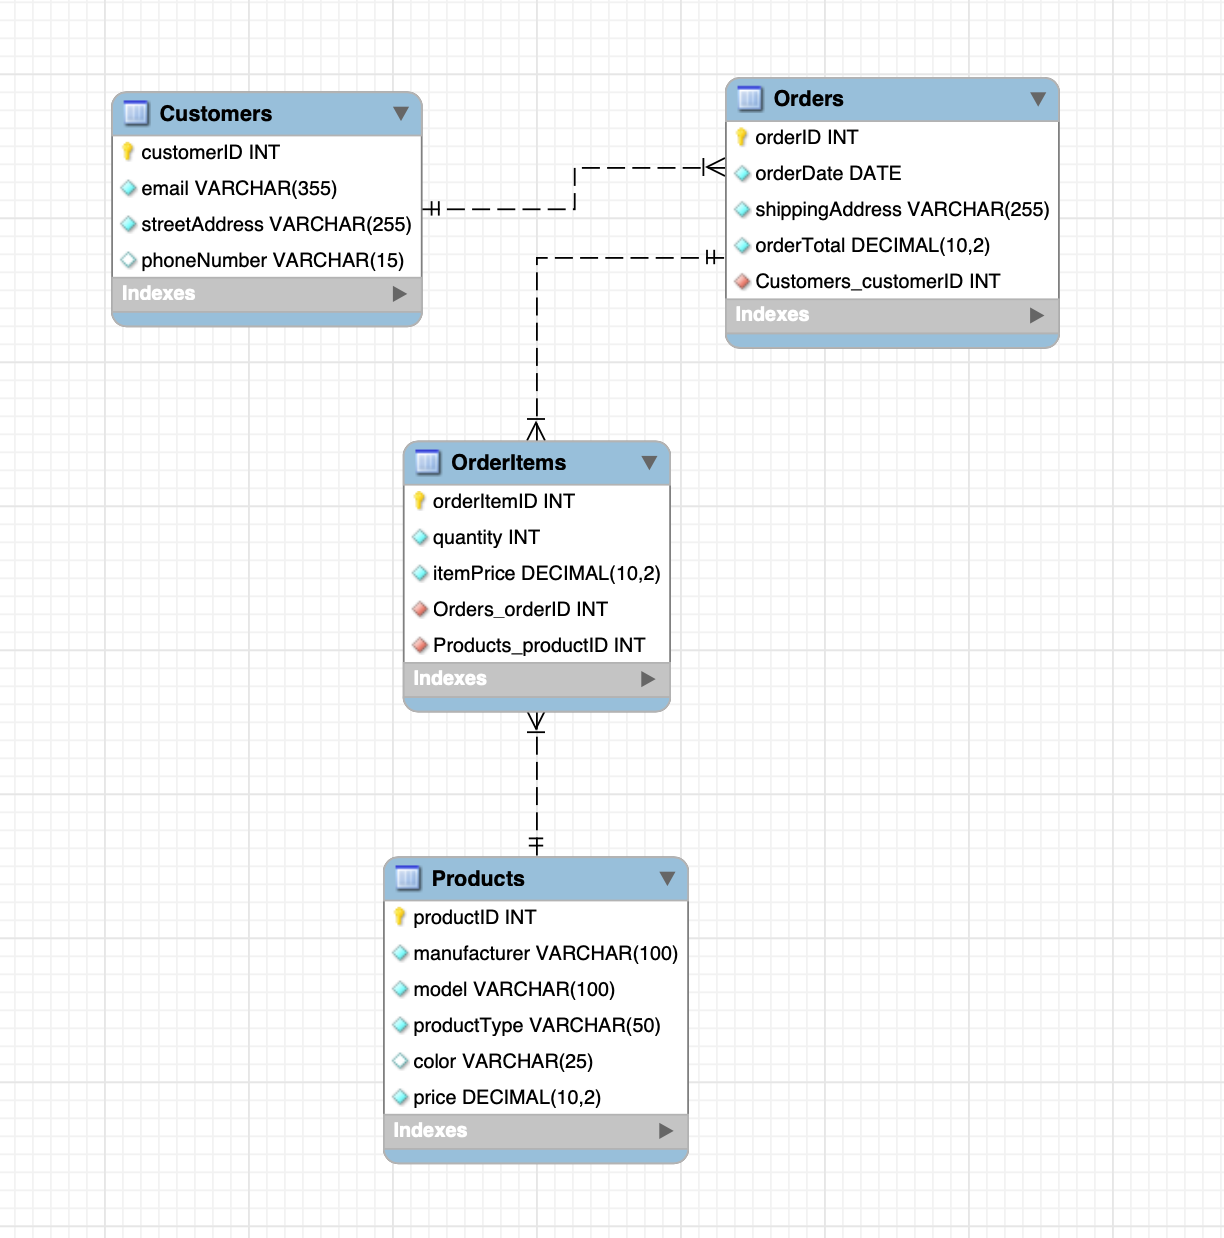 Customers
customerID INT
email VARCHAR(355)
streetAddress VARCHAR(255)
phoneNumber VARCHAR(15)
Indexes
Orders
orderID INT
orderDate DATE
shippingAddress VARCHAR(255)
orderTotal DECIMAL(10,2)
Customers_customerID INT
Indexes
OrderItems
orderItemID INT
quantity INT
itemPrice DECIMAL(10,2)
Orders_orderID INT
Products_productID INT
Indexes
Products
productID INT
manufacturer VARCHAR(100)
model VARCHAR(100)
productType VARCHAR(50)
color VARCHAR(25)
price DECIMAL(10,2)
Indexes